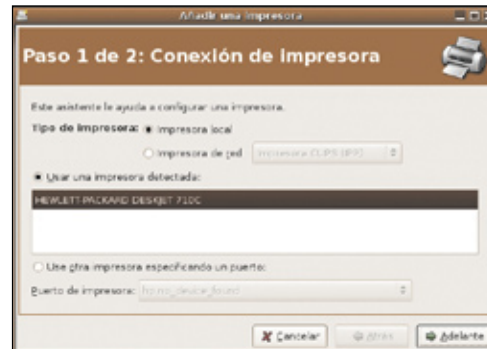 Añadir una impresora
Paso 1 de 2: Conexión de impresora
Este asistente le ayuda a configurar una impresora.
Tipo de impresora: Impresora local
Impresora de red Impresora CUPS (IPP)
Usar una impresora detectada:
HEWLETT-PACKARD DESKJET 710C
Use otra impresora especificando un puerto:
Puerto de impresora: hp:no_device_found
Cancelar Atrás Adelante